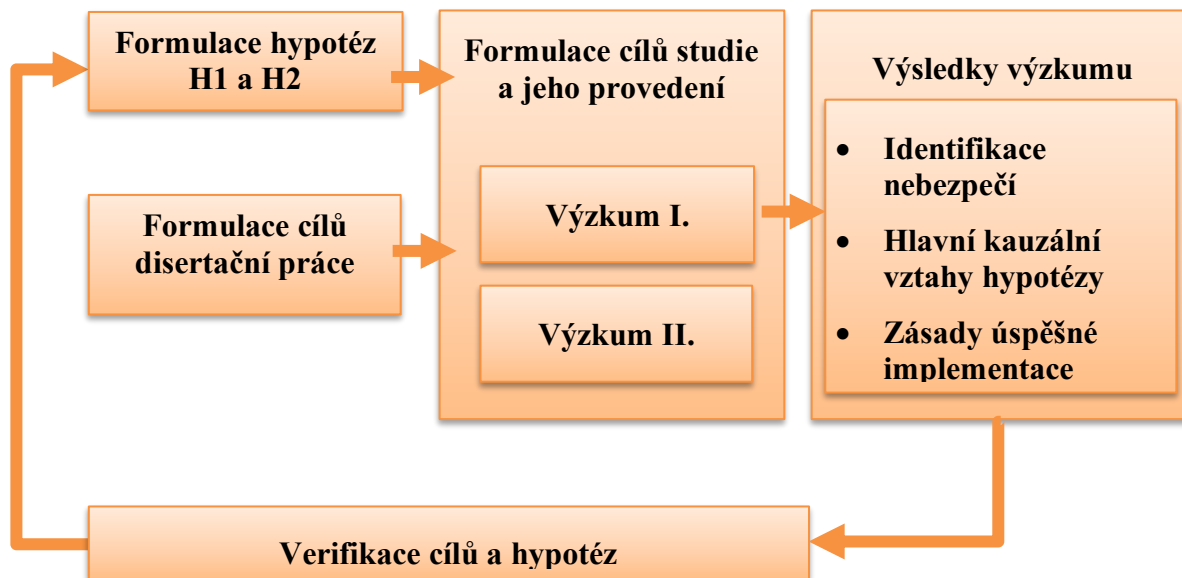 Formulace hypotéz
H1 a H2
Formulace cílů
disertační práce
Formulace cílů studie
a jeho provedení
Výzkum I.
Výzkum II.
Výsledky výzkumu
• Identifikace
nebezpečí
• Hlavní kauzální
vztahy hypotézy
• Zásady úspěšné
implementace
Verifikace cílů a hypotéz